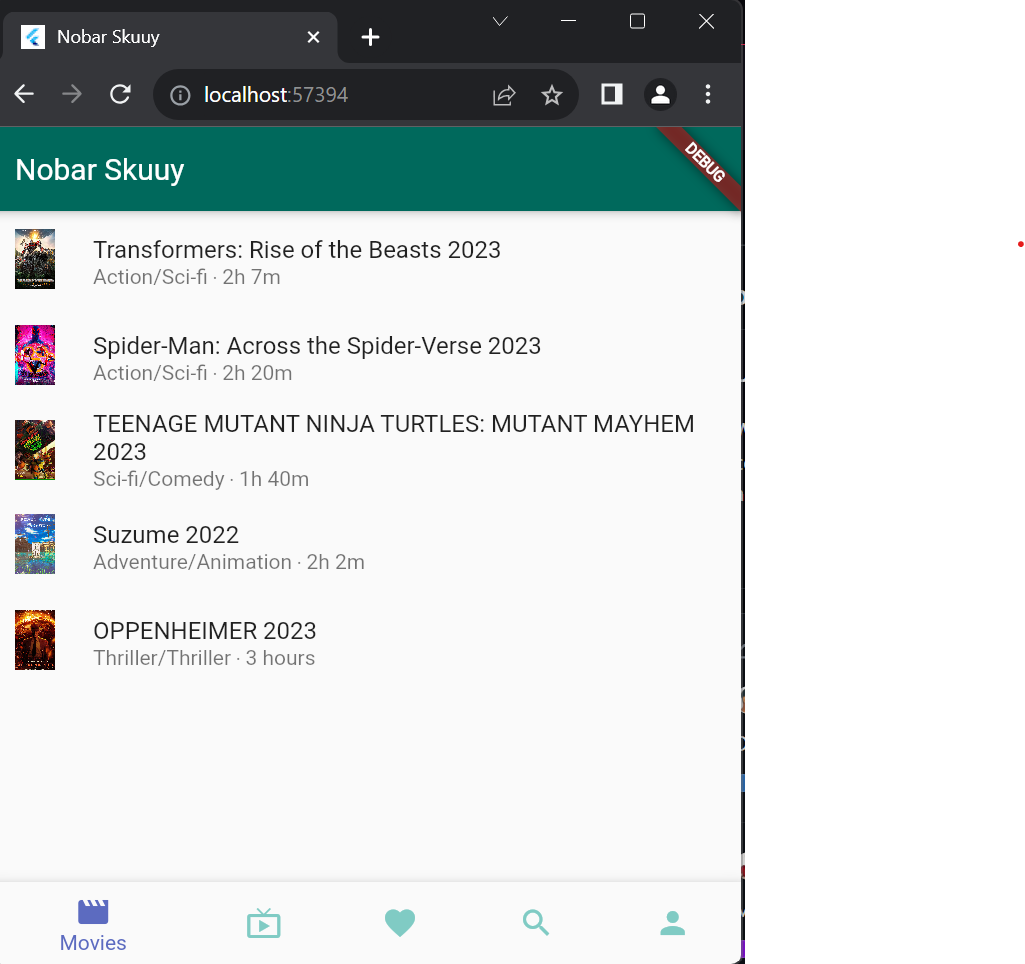 Nobar Skuuy
localhost:57394
Nobar Skuuy
DEBUG
Transformers: Rise of the Beasts 2023
Action/Sci-fi · 2h 7m
Spider-Man: Across the Spider-Verse 2023
Action/Sci-fi · 2h 20m
TEENAGE MUTANT NINJA TURTLES: MUTANT MAYHEM
2023
Sci-fi/Comedy · 1h 40m
Suzume 2022
Adventure/Animation · 2h 2m
OPPENHEIMER 2023
Thriller/Thriller · 3 hours
Movies